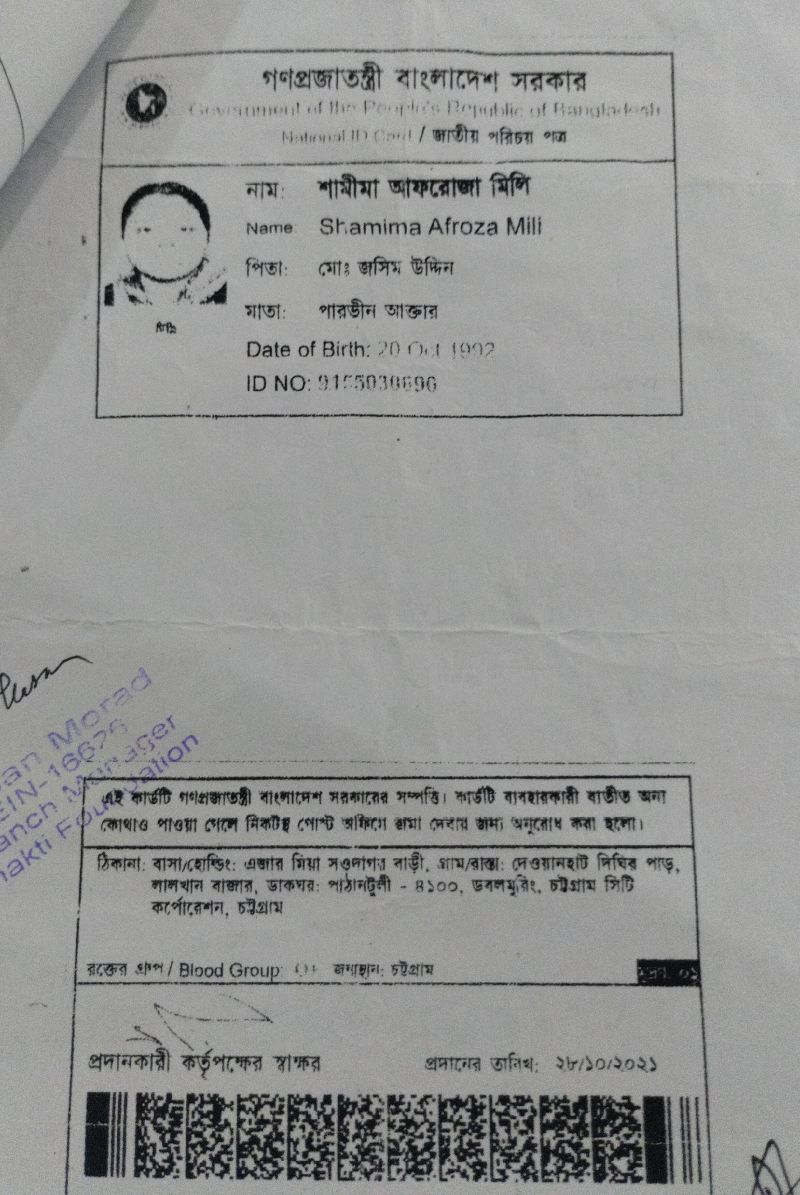 গণপ্রজাতন্ত্রী বাংলাদেশ সরকার
Government of the People's Republic of Bangladesh
National ID Card / জাতীয় পরিচয় পত্র
নাম: শামীমা আফরোজা মিলি
Name: Shamima Afroza Mili
পিতা: মোঃ জসিম উদ্দিন
মাতা: পারভীন আক্তার
মিলি
Date of Birth: 20 Oct 1992
ID NO:
Morad
Foundation
এই কার্ডটি গণপ্রজাতন্ত্রী বাংলাদেশ সরকারের সম্পত্তি। কার্ডটি ব্যবহারকারী ব্যতীত অন্য
কোথাও পাওয়া গেলে নিকটস্থ পোস্ট অফিসে জমা দেবার জন্য অনুরোধ করা হলো।
ঠিকানা: বাসা/হোল্ডিং: এজার মিয়া সওদাগর বাড়ী, গ্রাম/রাস্তা: দেওয়ানহাট দিঘির পাড়,
লালখান বাজার, ডাকঘর: পাঠানটুলী - ৪১০০, ডবলমুরিং, চট্টগ্রাম সিটি
কর্পোরেশন, চট্টগ্রাম
রক্তের গ্রুপ / Blood Group: O+ জন্মস্থান: চট্টগ্রাম
প্রদানকারী কর্তৃপক্ষের স্বাক্ষর প্রদানের তারিখ: ২৮/১০/২০২১